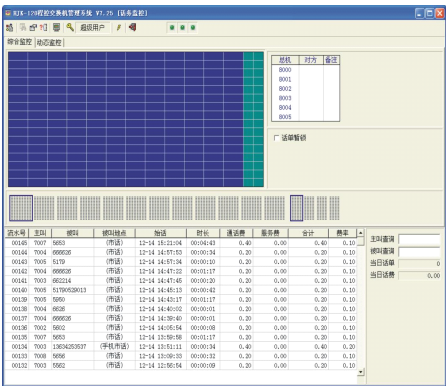 RJK-128程控交换机管理系统 V7.25 [话务监控]
超级用户
综合监控 动态监控
总机 对方 备注
8000
8001
8002
8003
8004
8005
话单暂锁
流水号 主叫 被叫 被叫地点 始话 时长 通话费 服务费 合计 费率
00145 7007 5653 (市话) 12-14 15:21:04 00:04:43 0.40 0.00 0.40 0.10
00144 7004 666626 (市话) 12-14 14:57:53 00:00:34 0.20 0.00 0.20 0.10
00143 7005 5179 (市话) 12-14 14:57:34 00:00:10 0.20 0.00 0.20 0.10
00142 7004 666626 (市话) 12-14 14:47:22 00:01:17 0.20 0.00 0.20 0.10
00141 7003 662214 (市话) 12-14 14:47:45 00:00:20 0.20 0.00 0.20 0.10
00140 7005 51790529013 (市话) 12-14 14:45:13 00:00:42 0.20 0.00 0.20 0.10
00139 7005 5950 (市话) 12-14 14:43:17 00:01:17 0.20 0.00 0.20 0.10
00138 7004 6626 (市话) 12-14 14:40:02 00:00:01 0.20 0.00 0.20 0.10
00137 7004 666626 (市话) 12-14 14:39:40 00:00:01 0.20 0.00 0.20 0.10
00136 7002 5602 (市话) 12-14 14:05:54 00:00:08 0.20 0.00 0.20 0.10
00135 7007 5653 (市话) 12-14 13:59:58 00:01:17 0.20 0.00 0.20 0.10
00134 7003 13634253537 (手机市话) 12-14 13:51:11 00:00:34 0.20 0.00 0.40 0.20
00133 7008 5656 (市话) 12-14 13:09:33 00:00:32 0.20 0.00 0.20 0.10
00132 7003 5562 (市话) 12-14 12:56:54 00:00:09 0.20 0.00 0.20 0.10
主叫查询
被叫查询
当日话单 0
当日话费 0.00